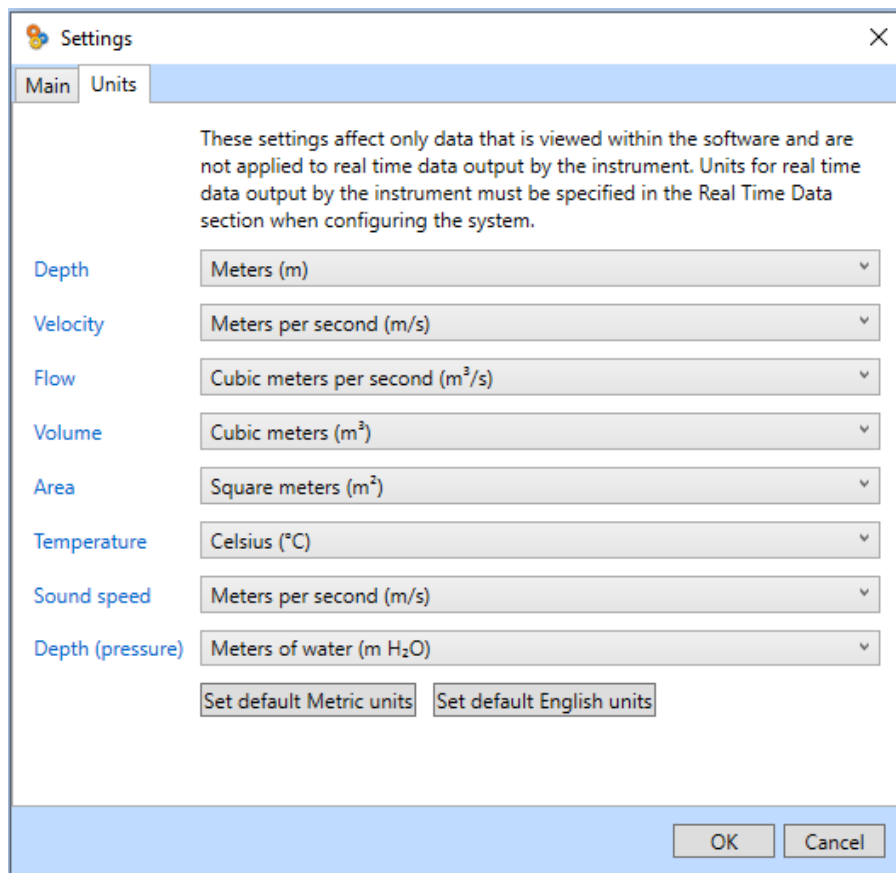 Settings
Main Units
These settings affect only data that is viewed within the software and are
not applied to real time data output by the instrument. Units for real time
data output by the instrument must be specified in the Real Time Data
section when configuring the system.
Depth Meters (m)
Velocity Meters per second (m/s)
Flow Cubic meters per second (m³/s)
Volume Cubic meters (m³)
Area Square meters (m²)
Temperature Celsius (°C)
Sound speed Meters per second (m/s)
Depth (pressure) Meters of water (m H₂O)
Set default Metric units Set default English units
OK Cancel